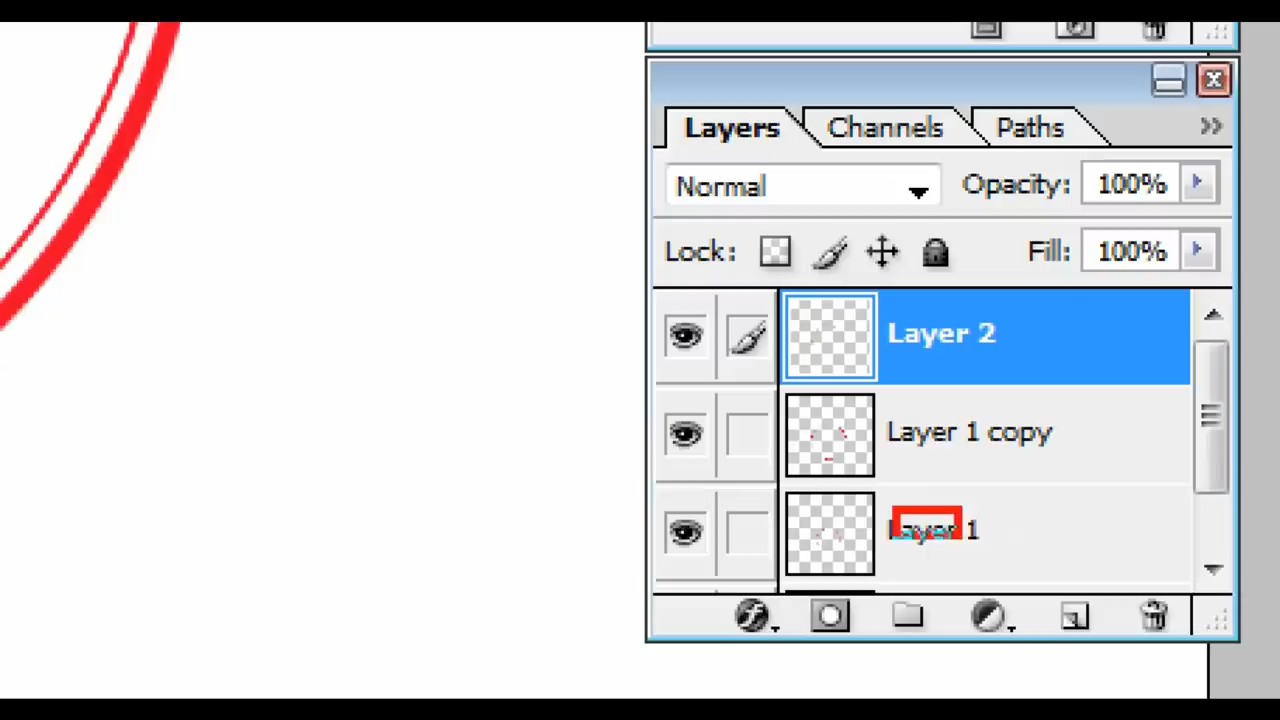 Layers Channels Paths
Normal Opacity: 100%
Lock: Fill: 100%
Layer 2
Layer 1 copy
Layer 1